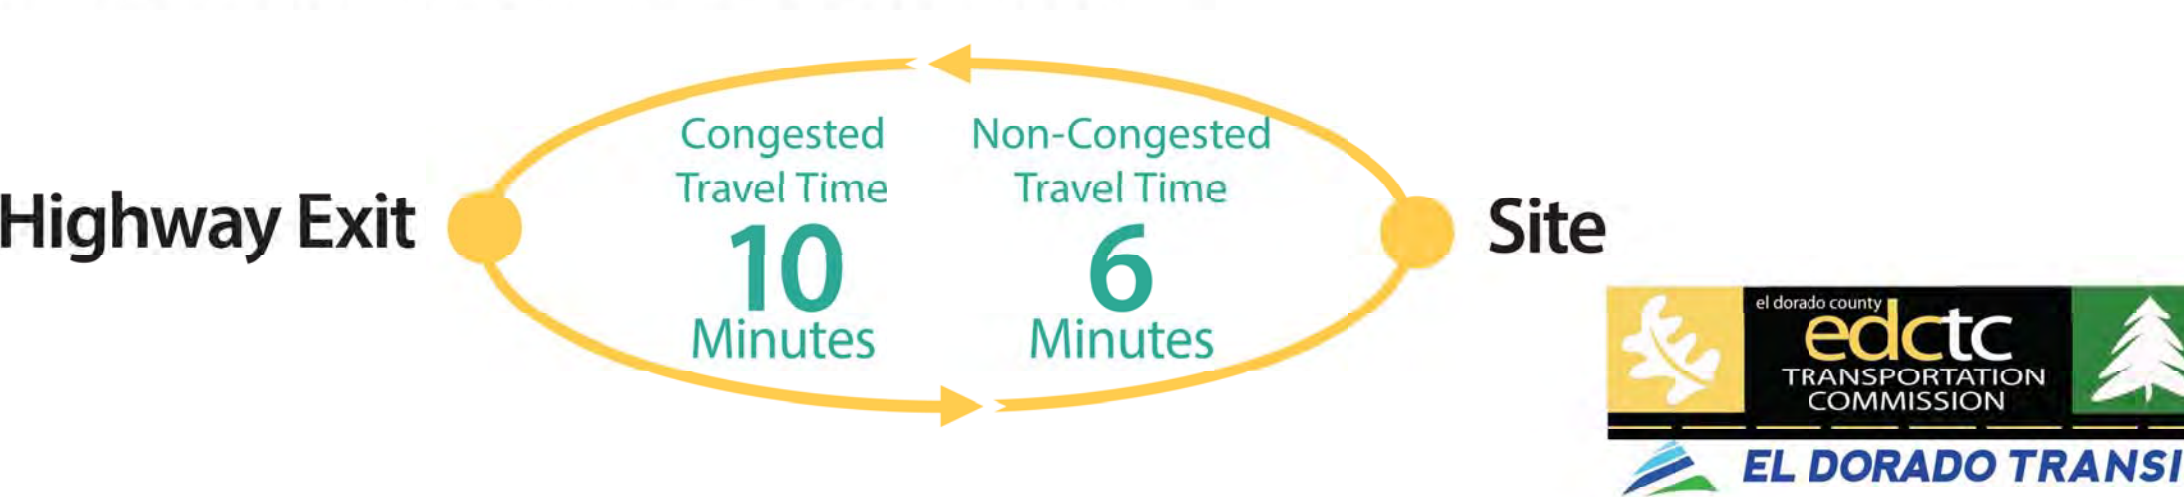 Congested
Travel Time
10
Minutes
Non-Congested
Travel Time
6
Minutes
Highway Exit
Site
el dorado county
edctc
TRANSPORTATION
COMMISSION
EL DORADO TRANSI